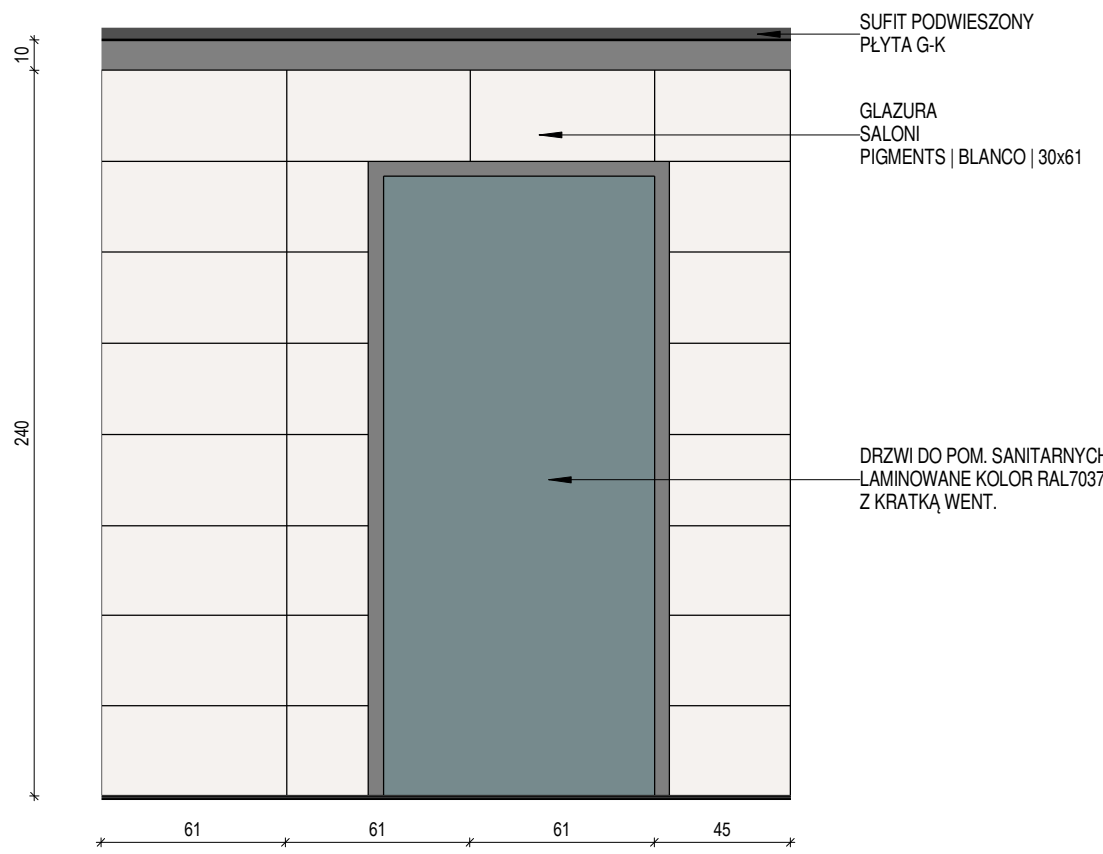 SUFIT PODWIESZONY
PŁYTA G-K
10
GLAZURA
SALONI
PIGMENTS | BLANCO | 30x61
240
DRZWI DO POM. SANITARNYCH
LAMINOWANE KOLOR RAL7037
Z KRATKĄ WENT.
61
61
61
45